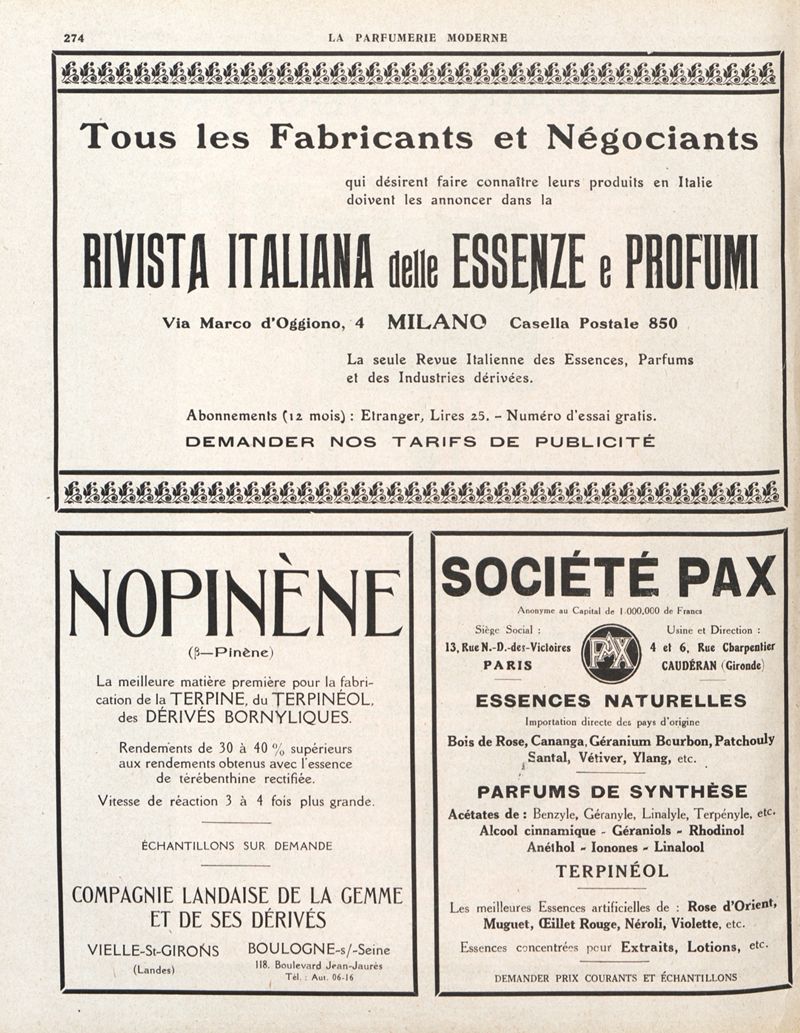 274
LA PARFUMERIE MODERNE
Tous les Fabricants et Négociants
qui désirent faire connaître leurs produits en Italie
doivent les annoncer dans la
RIVISTA ITALIANA delle ESSENZE e PROFUMI
Via Marco d'Oggiono, 4 MILANO Casella Postale 850
La seule Revue Italienne des Essences, Parfums
et des Industries dérivées.
Abonnements (12 mois) : Etranger, Lires 25. - Numéro d'essai gratis.
DEMANDER NOS TARIFS DE PUBLICITÉ
NOPINÈNE
(β—Pinène)
La meilleure matière première pour la fabri-
cation de la TERPINE, du TERPINÉOL,
des DÉRIVÉS BORNYLIQUES.
Rendements de 30 à 40 % supérieurs
aux rendements obtenus avec l'essence
de térébenthine rectifiée.
Vitesse de réaction 3 à 4 fois plus grande.
ÉCHANTILLONS SUR DEMANDE
COMPAGNIE LANDAISE DE LA GEMME
ET DE SES DÉRIVÉS
VIELLE-St-GIRONS
(Landes)
BOULOGNE-s/-Seine
118, Boulevard Jean-Jaurès
Tél. : Aut. 06-16
SOCIÉTÉ PAX
Anonyme au Capital de 1.000.000 de Francs
Siège Social :
13, Rue N.-D.-des-Victoires
PARIS
PAX
Usine et Direction :
4 et 6, Rue Charpentier
CAUDÉRAN (Gironde)
ESSENCES NATURELLES
Importation directe des pays d'origine
Bois de Rose, Cananga, Géranium Bourbon, Patchouly
Santal, Vétiver, Ylang, etc.
PARFUMS DE SYNTHÈSE
Acétates de : Benzyle, Géranyle, Linalyle, Terpényle, etc.
Alcool cinnamique - Géraniols - Rhodinol
Anéthol - Ionones - Linalool
TERPINÉOL
Les meilleures Essences artificielles de : Rose d'Orient,
Muguet, Œillet Rouge, Néroli, Violette, etc.
Essences concentrées pour Extraits, Lotions, etc.
DEMANDER PRIX COURANTS ET ÉCHANTILLONS